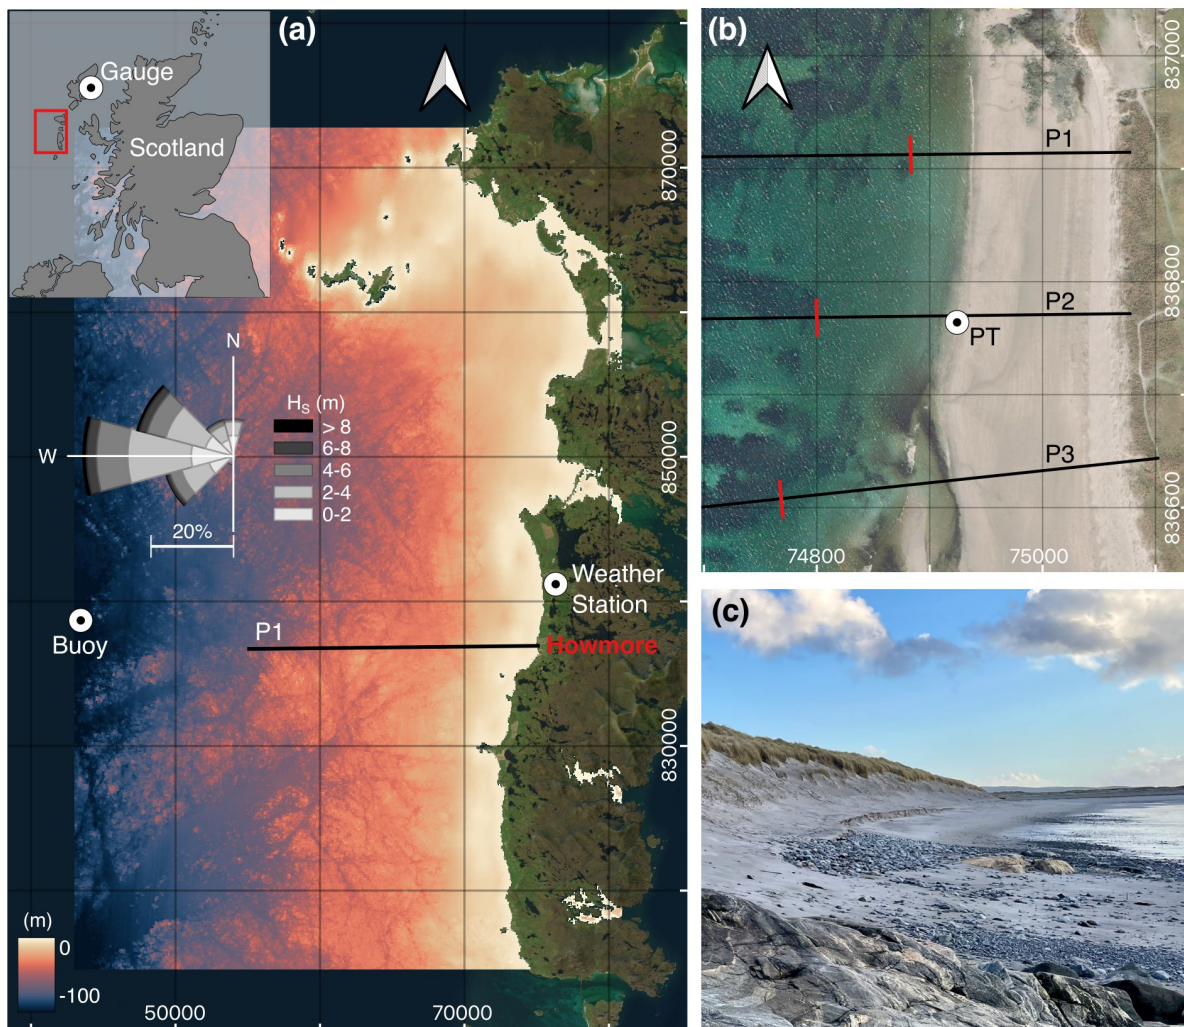 (a)
Gauge
Scotland
870000
N
W
H_S (m)
> 8
6-8
4-6
2-4
0-2
20%
850000
Weather
Station
Buoy
P1
Howmore
830000
(m)
0
-100
50000
70000
(b)
837000
P1
836800
P2
PT
P3
836600
74800
75000
(c)